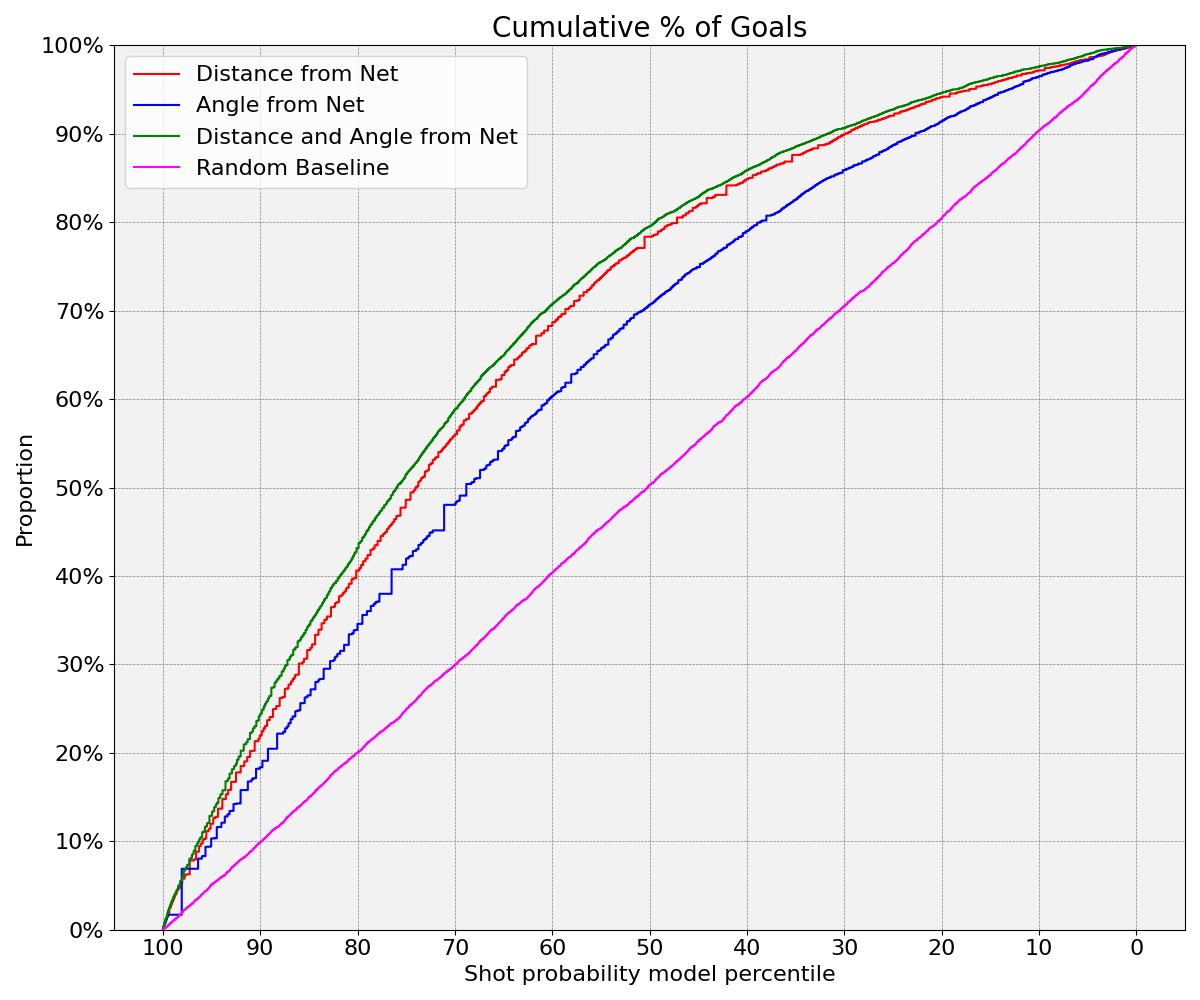 Cumulative % of Goals
100%
90%
80%
70%
60%
50%
40%
30%
20%
10%
0%
Proportion
Distance from Net
Angle from Net
Distance and Angle from Net
Random Baseline
100 90 80 70 60 50 40 30 20 10 0
Shot probability model percentile